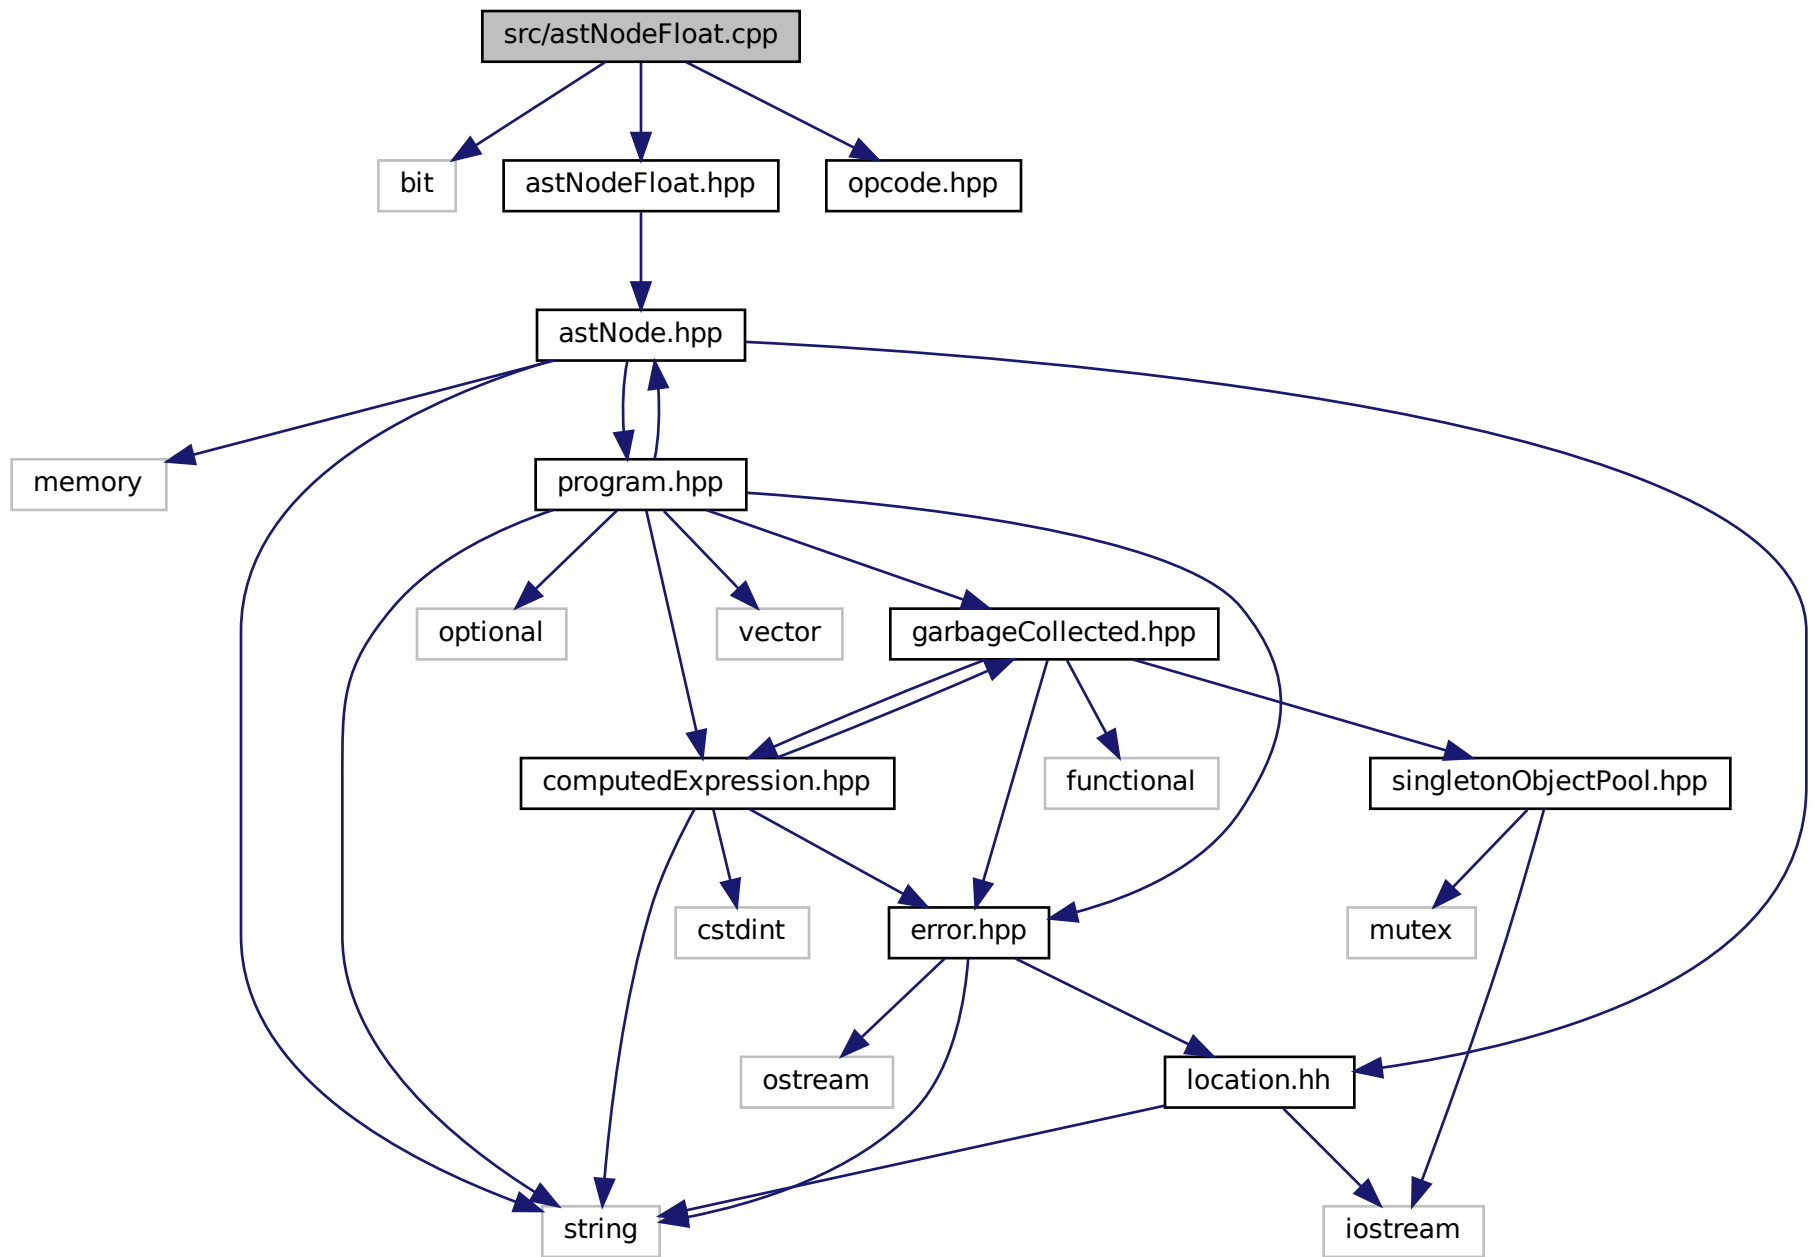 src/astNodeFloat.cpp
bit
astNodeFloat.hpp
opcode.hpp
astNode.hpp
memory
program.hpp
optional
vector
garbageCollected.hpp
computedExpression.hpp
functional
singletonObjectPool.hpp
cstdint
error.hpp
mutex
ostream
location.hh
string
iostream